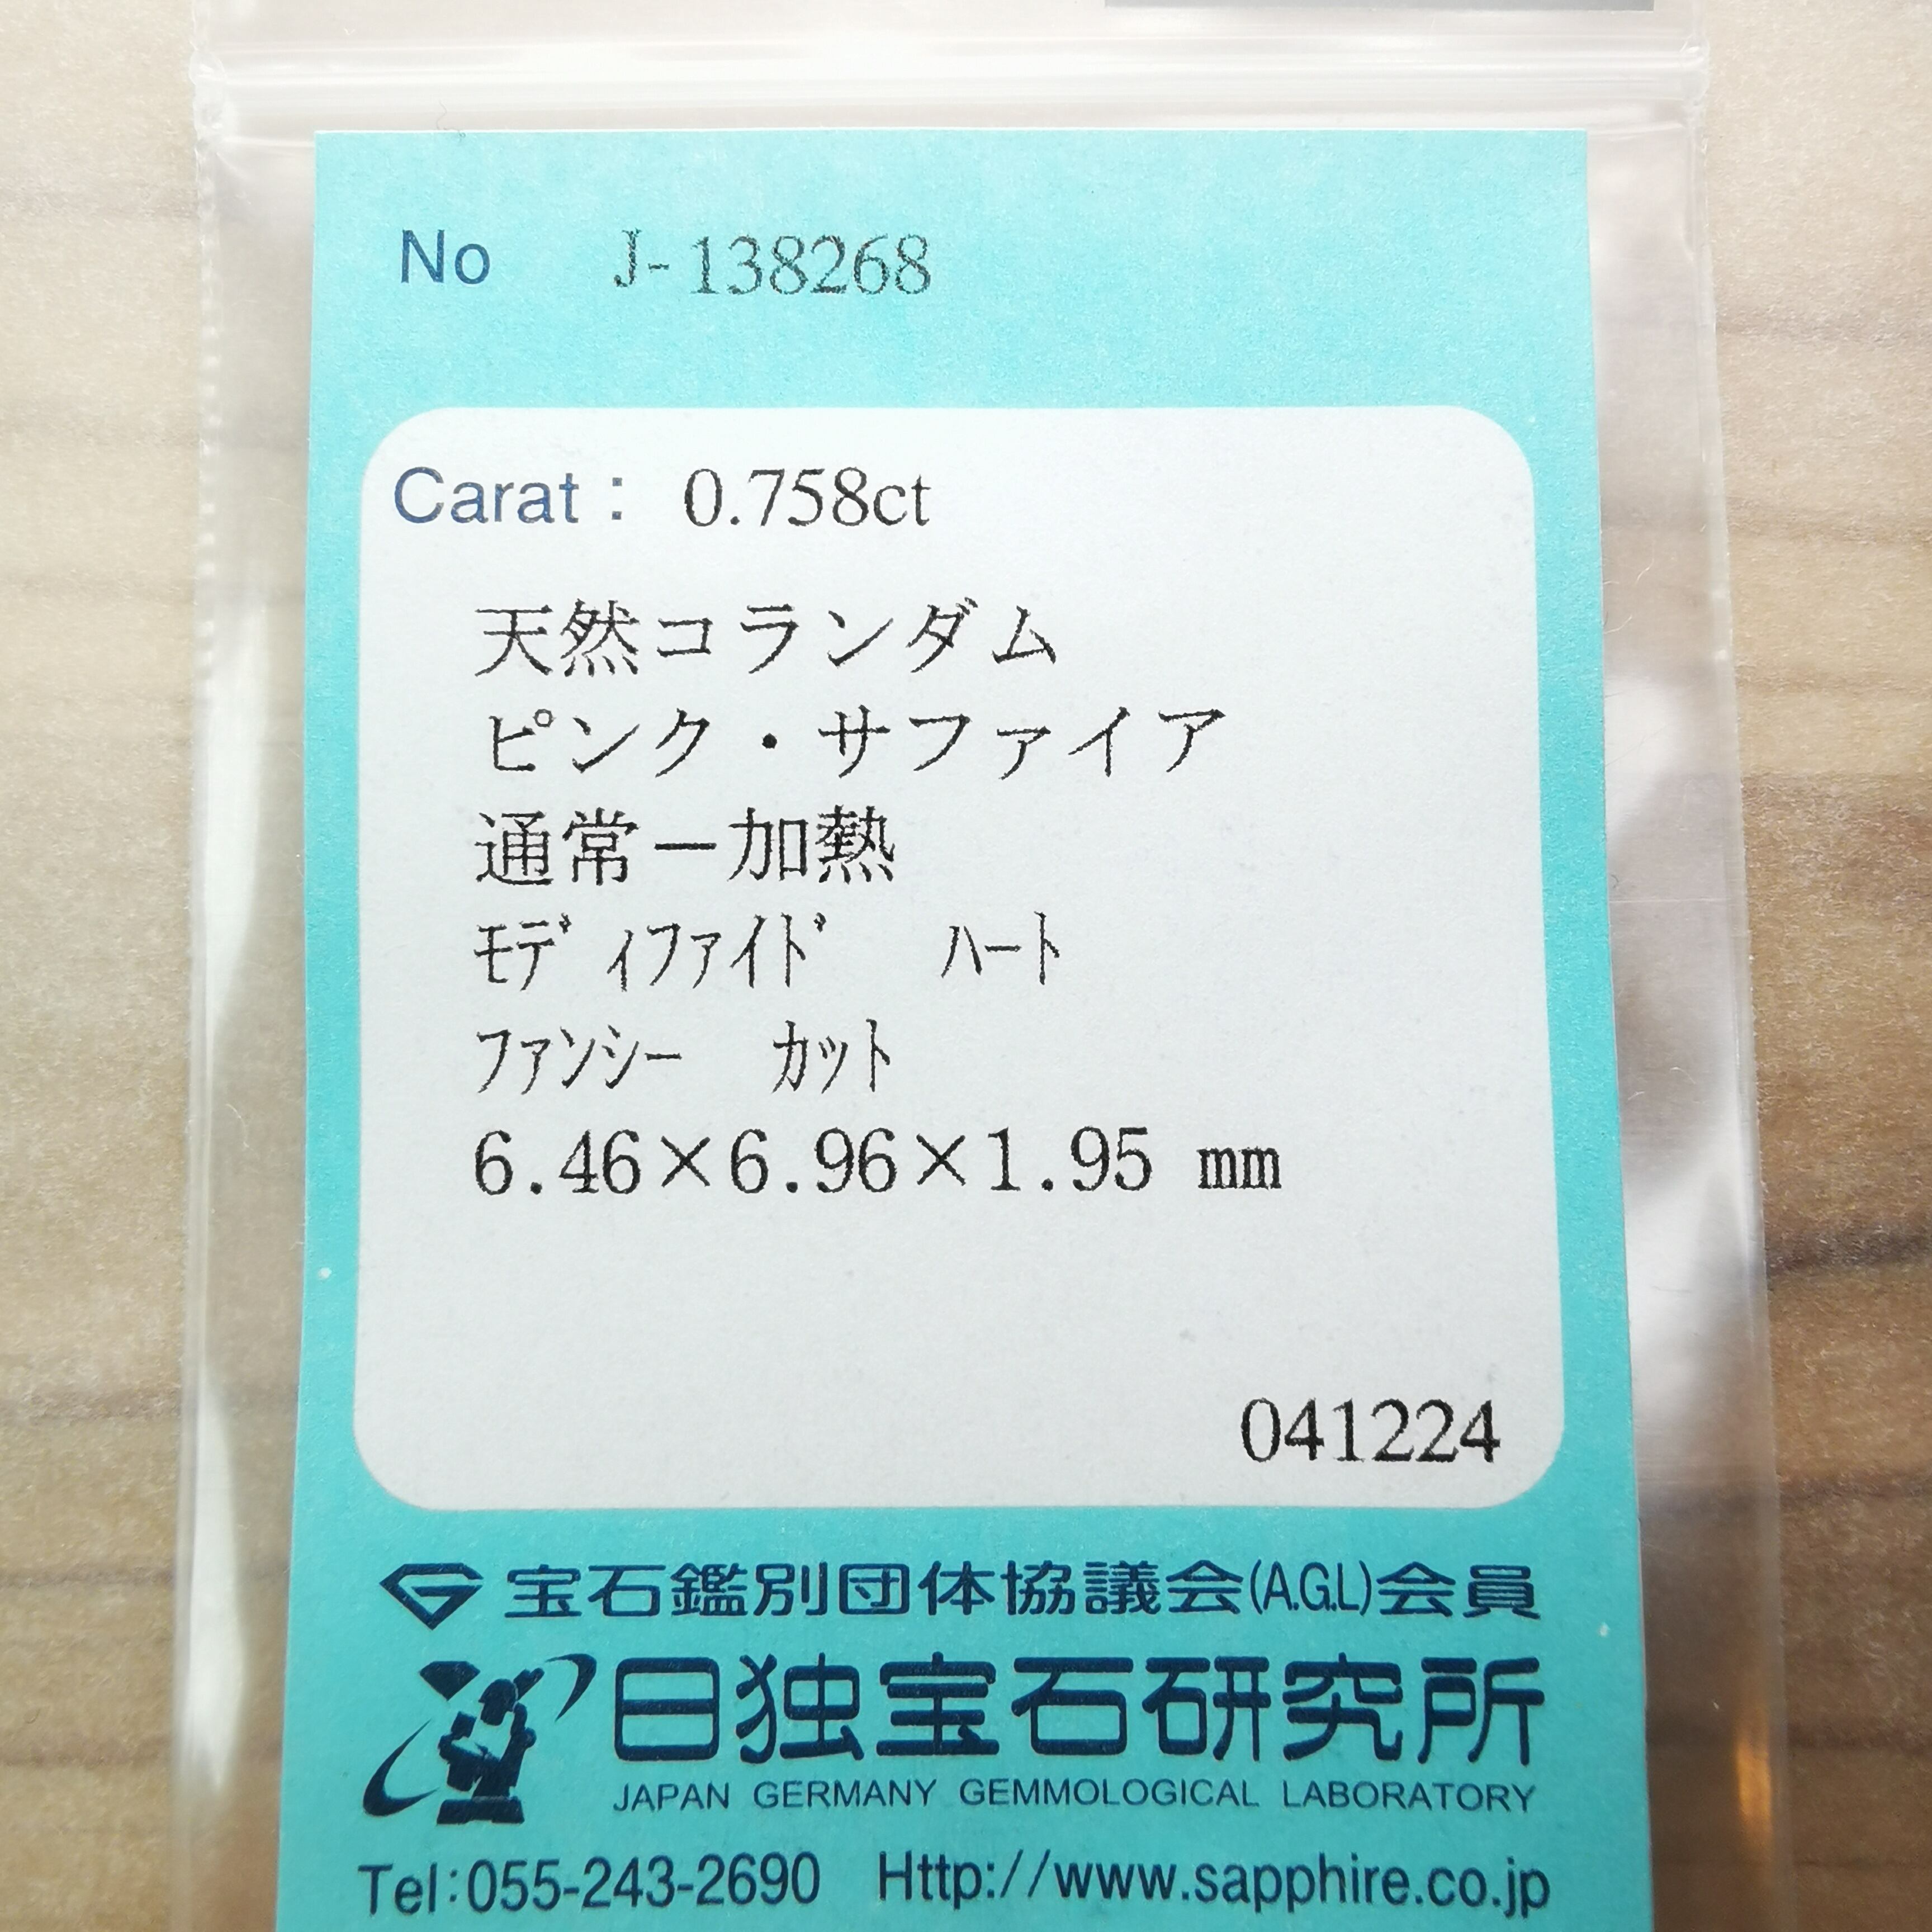 No J-138268
Carat： 0.758ct
天然コランダム
ピンク・サファイア
通常－加熱
ﾓﾃﾞｨﾌｧｲﾄﾞ ﾊｰﾄ
ﾌｧﾝｼｰ ｶｯﾄ
6.46×6.96×1.95 mm
041224
宝石鑑別団体協議会(A.G.L)会員
日独宝石研究所
JAPAN GERMANY GEMMOLOGICAL LABORATORY
Tel:055-243-2690 Http://www.sapphire.co.jp